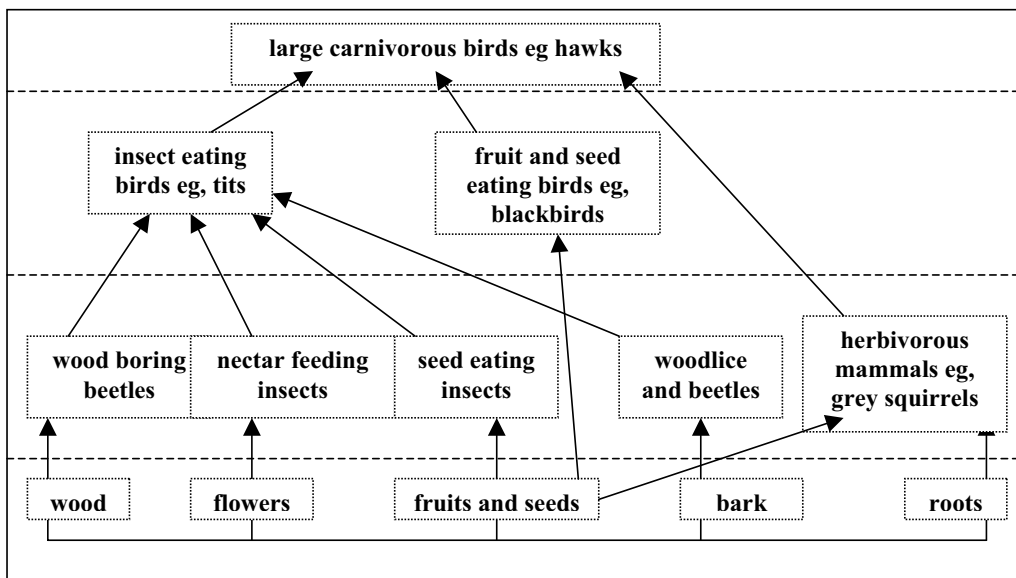 large carnivorous birds eg hawks
insect eating
birds eg, tits
fruit and seed
eating birds eg,
blackbirds
wood boring
beetles
nectar feeding
insects
seed eating
insects
woodlice
and beetles
herbivorous
mammals eg,
grey squirrels
wood
flowers
fruits and seeds
bark
roots